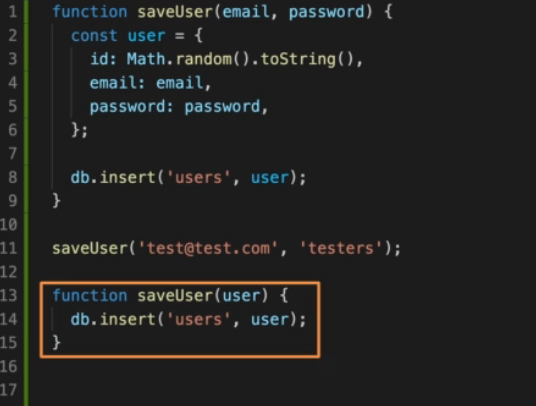 1 function saveUser(email, password) {
2 const user = {
3 id: Math.random().toString(),
4 email: email,
5 password: password,
6 };
7
8 db.insert('users', user);
9 }
10
11 saveUser('test@test.com', 'testers');
12
13 function saveUser(user) {
14 db.insert('users', user);
15 }
16
17